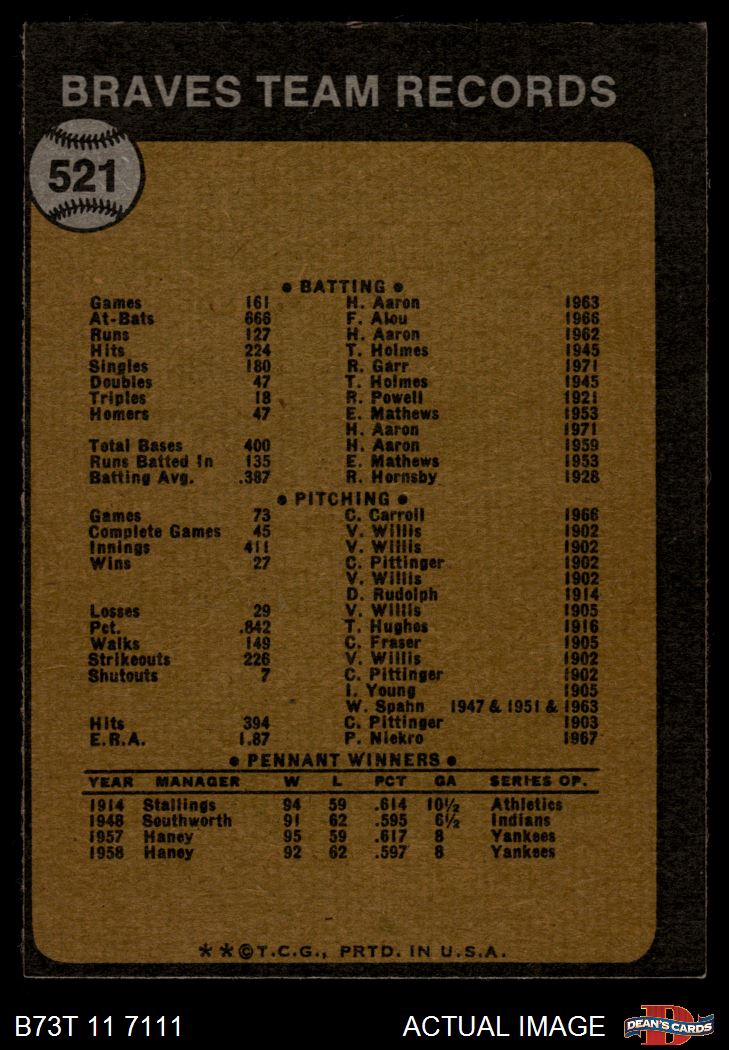 BRAVES TEAM RECORDS
521
• BATTING •
Games 161 H. Aaron 1963
At-Bats 666 F. Alou 1966
Runs 127 H. Aaron 1962
Hits 224 T. Holmes 1945
Singles 180 R. Garr 1971
Doubles 47 T. Holmes 1945
Triples 18 R. Powell 1921
Homers 47 E. Mathews 1953
H. Aaron 1971
Total Bases 400 H. Aaron 1959
Runs Batted In 135 E. Mathews 1953
Batting Avg. .387 R. Hornsby 1928
• PITCHING •
Games 73 C. Carroll 1966
Complete Games 45 V. Willis 1902
Innings 411 V. Willis 1902
Wins 27 C. Pittinger 1902
V. Willis 1902
D. Rudolph 1914
Losses 29 V. Willis 1905
Pct. .842 T. Hughes 1916
Walks 149 C. Fraser 1905
Strikeouts 226 V. Willis 1902
Shutouts 7 C. Pittinger 1902
I. Young 1905
W. Spahn 1947 & 1951 & 1963
Hits 394 C. Pittinger 1903
E.R.A. 1.87 P. Niekro 1967
• PENNANT WINNERS •
YEAR MANAGER W L PCT GA SERIES OP.
1914 Stallings 94 59 .614 10½ Athletics
1948 Southworth 91 62 .595 6½ Indians
1957 Haney 95 59 .617 8 Yankees
1958 Haney 92 62 .597 8 Yankees
**©T.C.G., PRTD. IN U.S.A.
B73T 11 7111 ACTUAL IMAGE DEAN'S CARDS